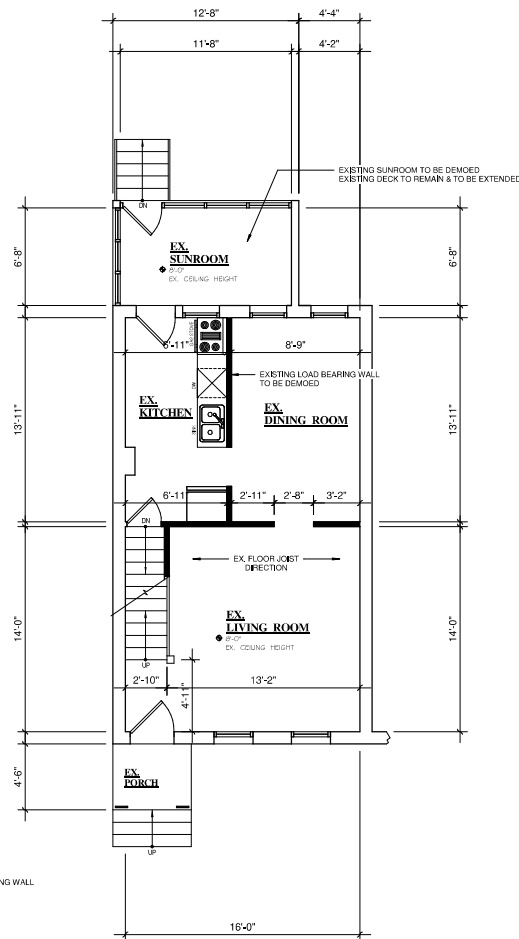 12'-8"
4'-4"
11'-8"
4'-2"
EXISTING SUNROOM TO BE DEMOED
EXISTING DECK TO REMAIN & TO BE EXTENDED
DN
6'-8"
EX.
SUNROOM
8'-0"
EX. CEILING HEIGHT
6'-8"
6'-11"
8'-9"
EXISTING LOAD BEARING WALL
TO BE DEMOED
DW
13'-11"
EX.
KITCHEN
EX.
DINING ROOM
13'-11"
6'-11"
2'-11"
2'-8"
3'-2"
DN
EX. FLOOR JOIST
DIRECTION
14'-0"
EX.
LIVING ROOM
8'-0"
EX. CEILING HEIGHT
14'-0"
UP
2'-10"
4'-11"
13'-2"
4'-6"
EX.
PORCH
UP
NG WALL
16'-0"